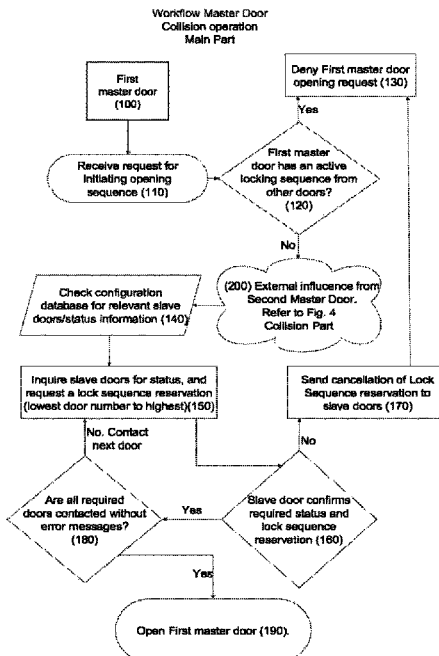 Workflow Master Door
Collision operation
Main Part
First
master door
(100)
Deny First master door
opening request (130)
Yes
Receive request for
Initiating opening
sequence (110)
First master
door has an active
locking sequence from
other doors?
(120)
No
(200) External influcence from
Second Master Door.
Refer to Fig. 4
Collision Part
Check configuration
database for relevant slave
doors/status information (140)
Inquire slave doors for status, and
request a lock sequence reservation
(lowest door number to highest)(150)
Send cancellation of Lock
Sequence reservation to
slave doors (170)
No. Contact
next door
No
Are all required
doors contacted without
error messages?
(180)
Yes
Slave door confirms
required status and
lock sequence
reservation (160)
Yes
Open First master door (190).